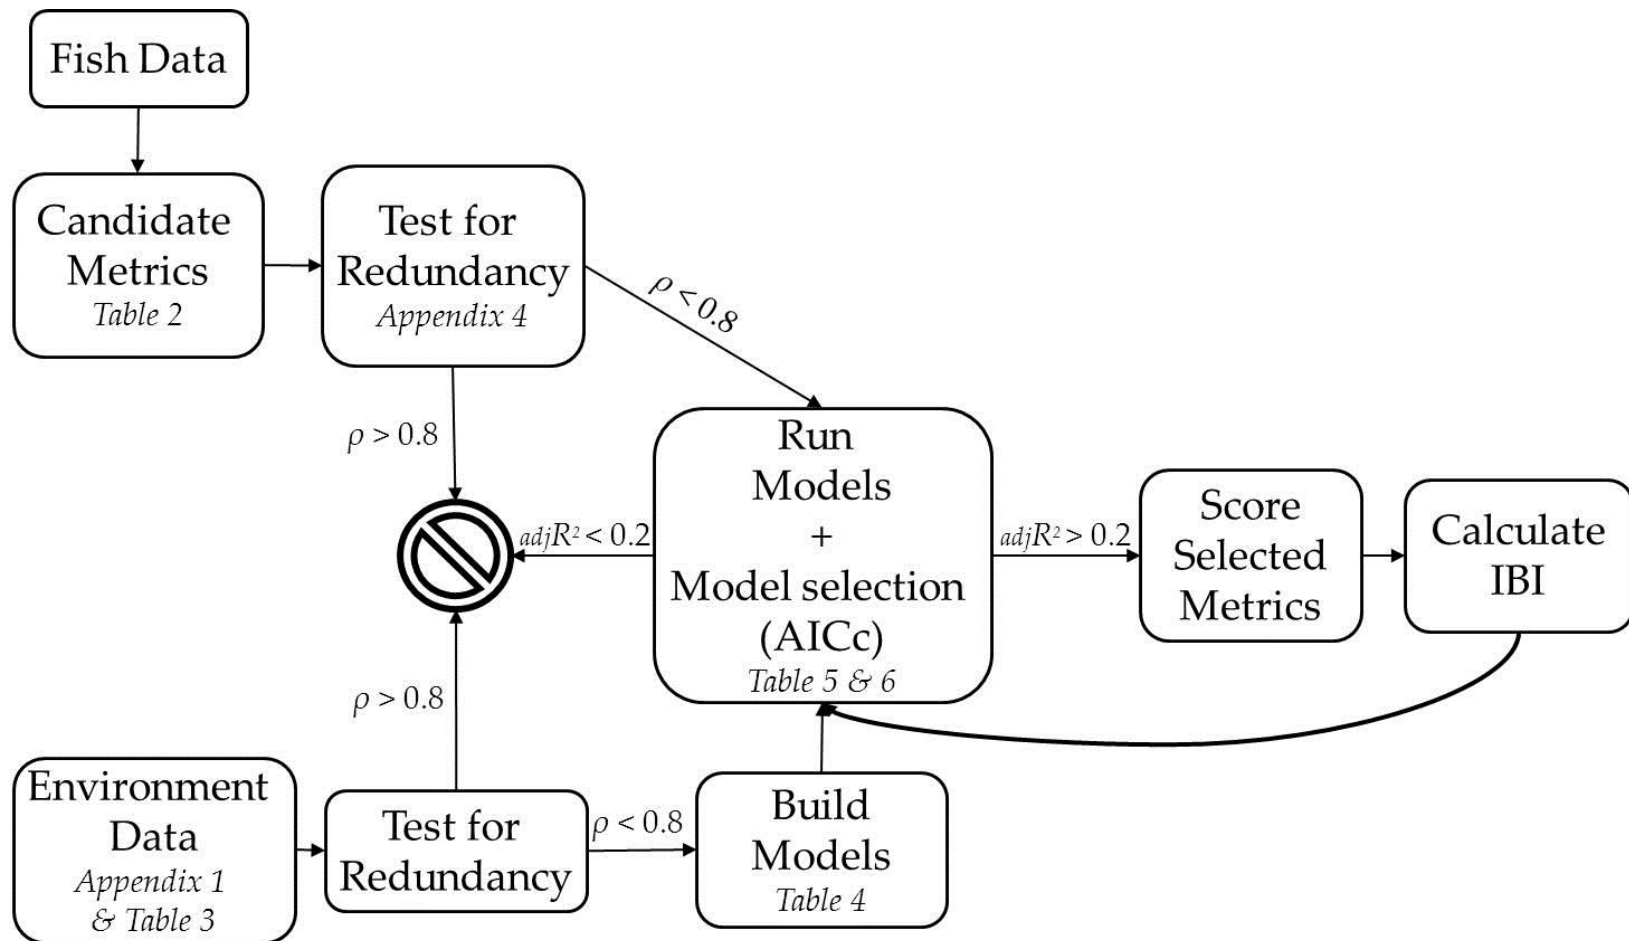 Fish Data
Candidate
Metrics
Table 2
Test for
Redundancy
Appendix 4
ρ < 0.8
ρ > 0.8
Run
Models
+
Model selection
(AICc)
Table 5 & 6
adjR² < 0.2
adjR² > 0.2
Score
Selected
Metrics
Calculate
IBI
ρ > 0.8
Environment
Data
Appendix 1
& Table 3
Test for
Redundancy
ρ < 0.8
Build
Models
Table 4